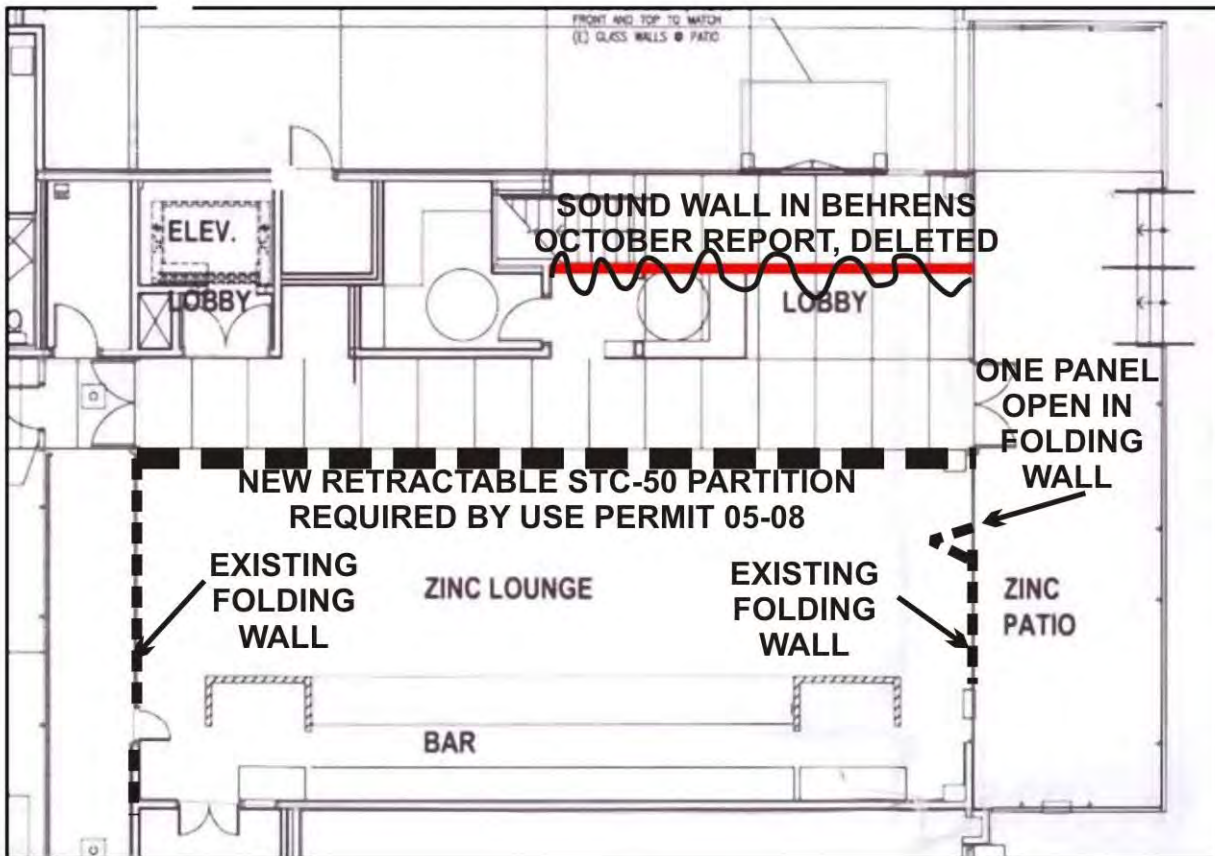 FRONT AND TOP TO MATCH
(E) GLASS WALLS @ PATIO
SOUND WALL IN BEHRENS
OCTOBER REPORT, DELETED
ELEV.
LOBBY
LOBBY
ONE PANEL
OPEN IN
FOLDING
WALL
NEW RETRACTABLE STC-50 PARTITION
REQUIRED BY USE PERMIT 05-08
EXISTING
FOLDING
WALL
ZINC LOUNGE
EXISTING
FOLDING
WALL
ZINC
PATIO
BAR